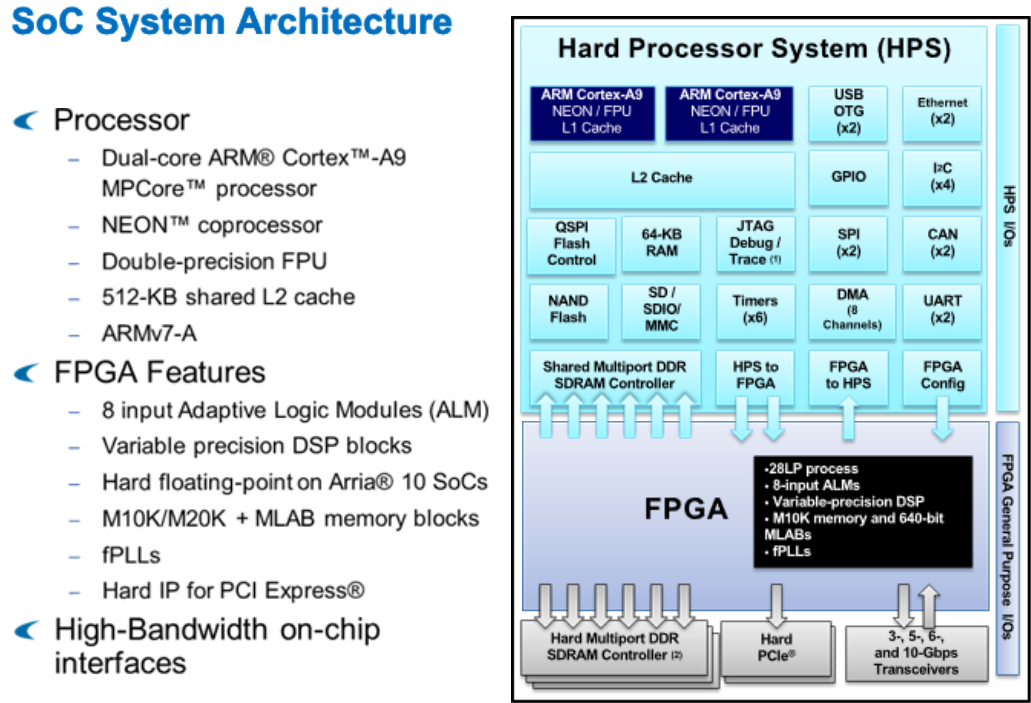 SoC System Architecture
Processor
– Dual-core ARM® Cortex™-A9
MPCore™ processor
– NEON™ coprocessor
– Double-precision FPU
– 512-KB shared L2 cache
– ARMv7-A
FPGA Features
– 8 input Adaptive Logic Modules (ALM)
– Variable precision DSP blocks
– Hard floating-point on Arria® 10 SoCs
– M10K/M20K + MLAB memory blocks
– fPLLs
– Hard IP for PCI Express®
High-Bandwidth on-chip
interfaces
Hard Processor System (HPS)
ARM Cortex-A9
NEON / FPU
L1 Cache
ARM Cortex-A9
NEON / FPU
L1 Cache
USB
OTG
(x2)
Ethernet
(x2)
L2 Cache
GPIO
I2C
(x4)
QSPI
Flash
Control
64-KB
RAM
JTAG
Debug /
Trace (1)
SPI
(x2)
CAN
(x2)
NAND
Flash
SD /
SDIO/
MMC
Timers
(x6)
DMA
(8
Channels)
UART
(x2)
Shared Multiport DDR
SDRAM Controller
HPS to
FPGA
FPGA
to HPS
FPGA
Config
HPS I/Os
FPGA
•28LP process
• 8-input ALMs
• Variable-precision DSP
• M10K memory and 640-bit
MLABs
• fPLLs
FPGA General Purpose I/Os
Hard Multiport DDR
SDRAM Controller (2)
Hard
PCIe®
3-, 5-, 6-,
and 10-Gbps
Transceivers